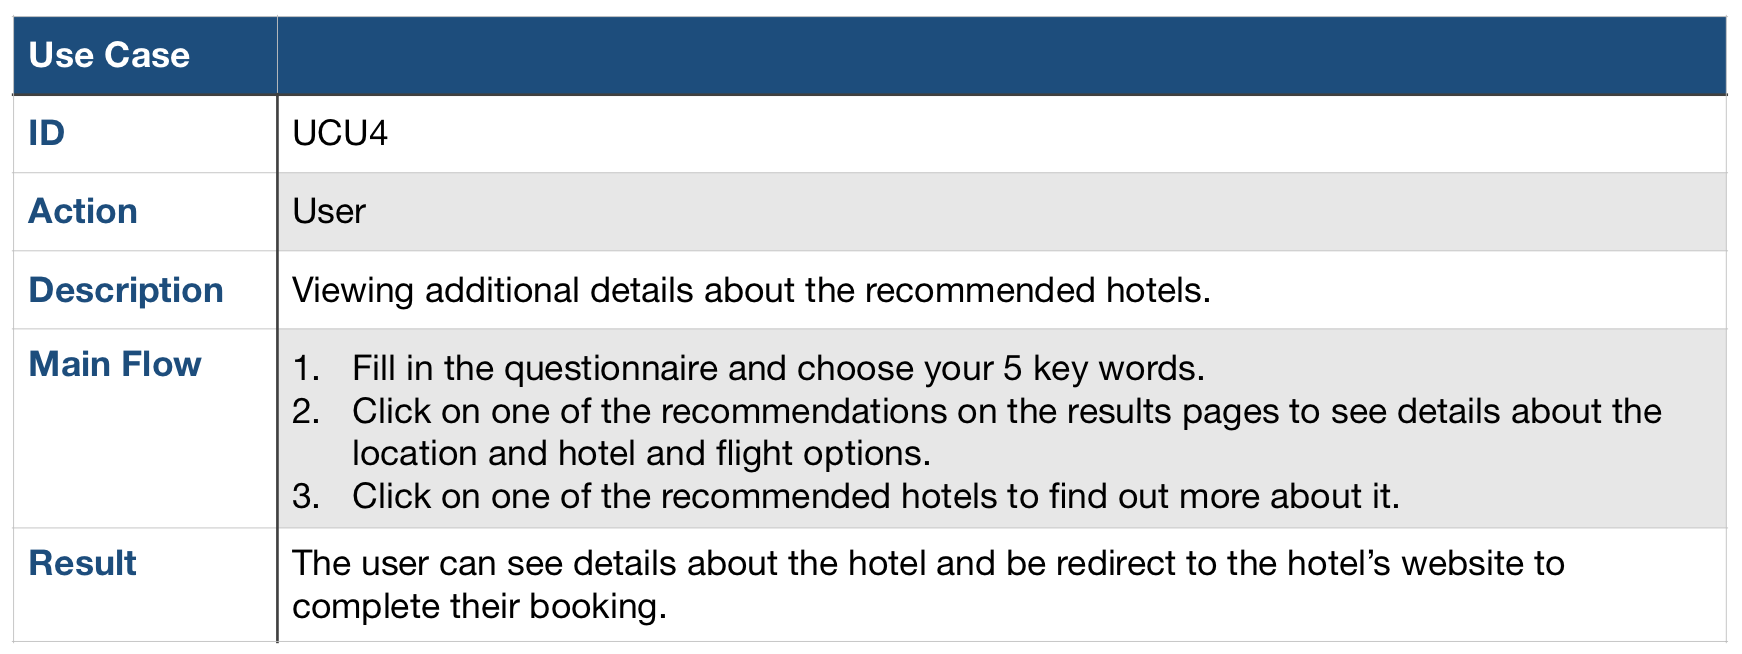 Use Case
ID UCU4
Action User
Description Viewing additional details about the recommended hotels.
Main Flow 1. Fill in the questionnaire and choose your 5 key words.
2. Click on one of the recommendations on the results pages to see details about the
location and hotel and flight options.
3. Click on one of the recommended hotels to find out more about it.
Result The user can see details about the hotel and be redirect to the hotel’s website to
complete their booking.